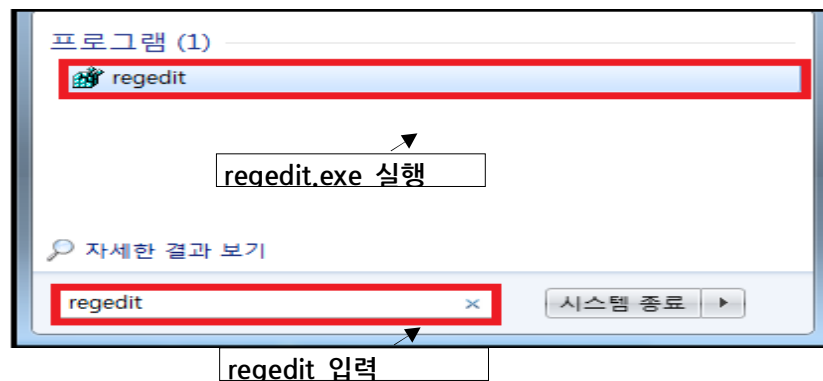 프로그램 (1)
regedit
regedit.exe 실행
자세한 결과 보기
regedit
시스템 종료
regedit 입력